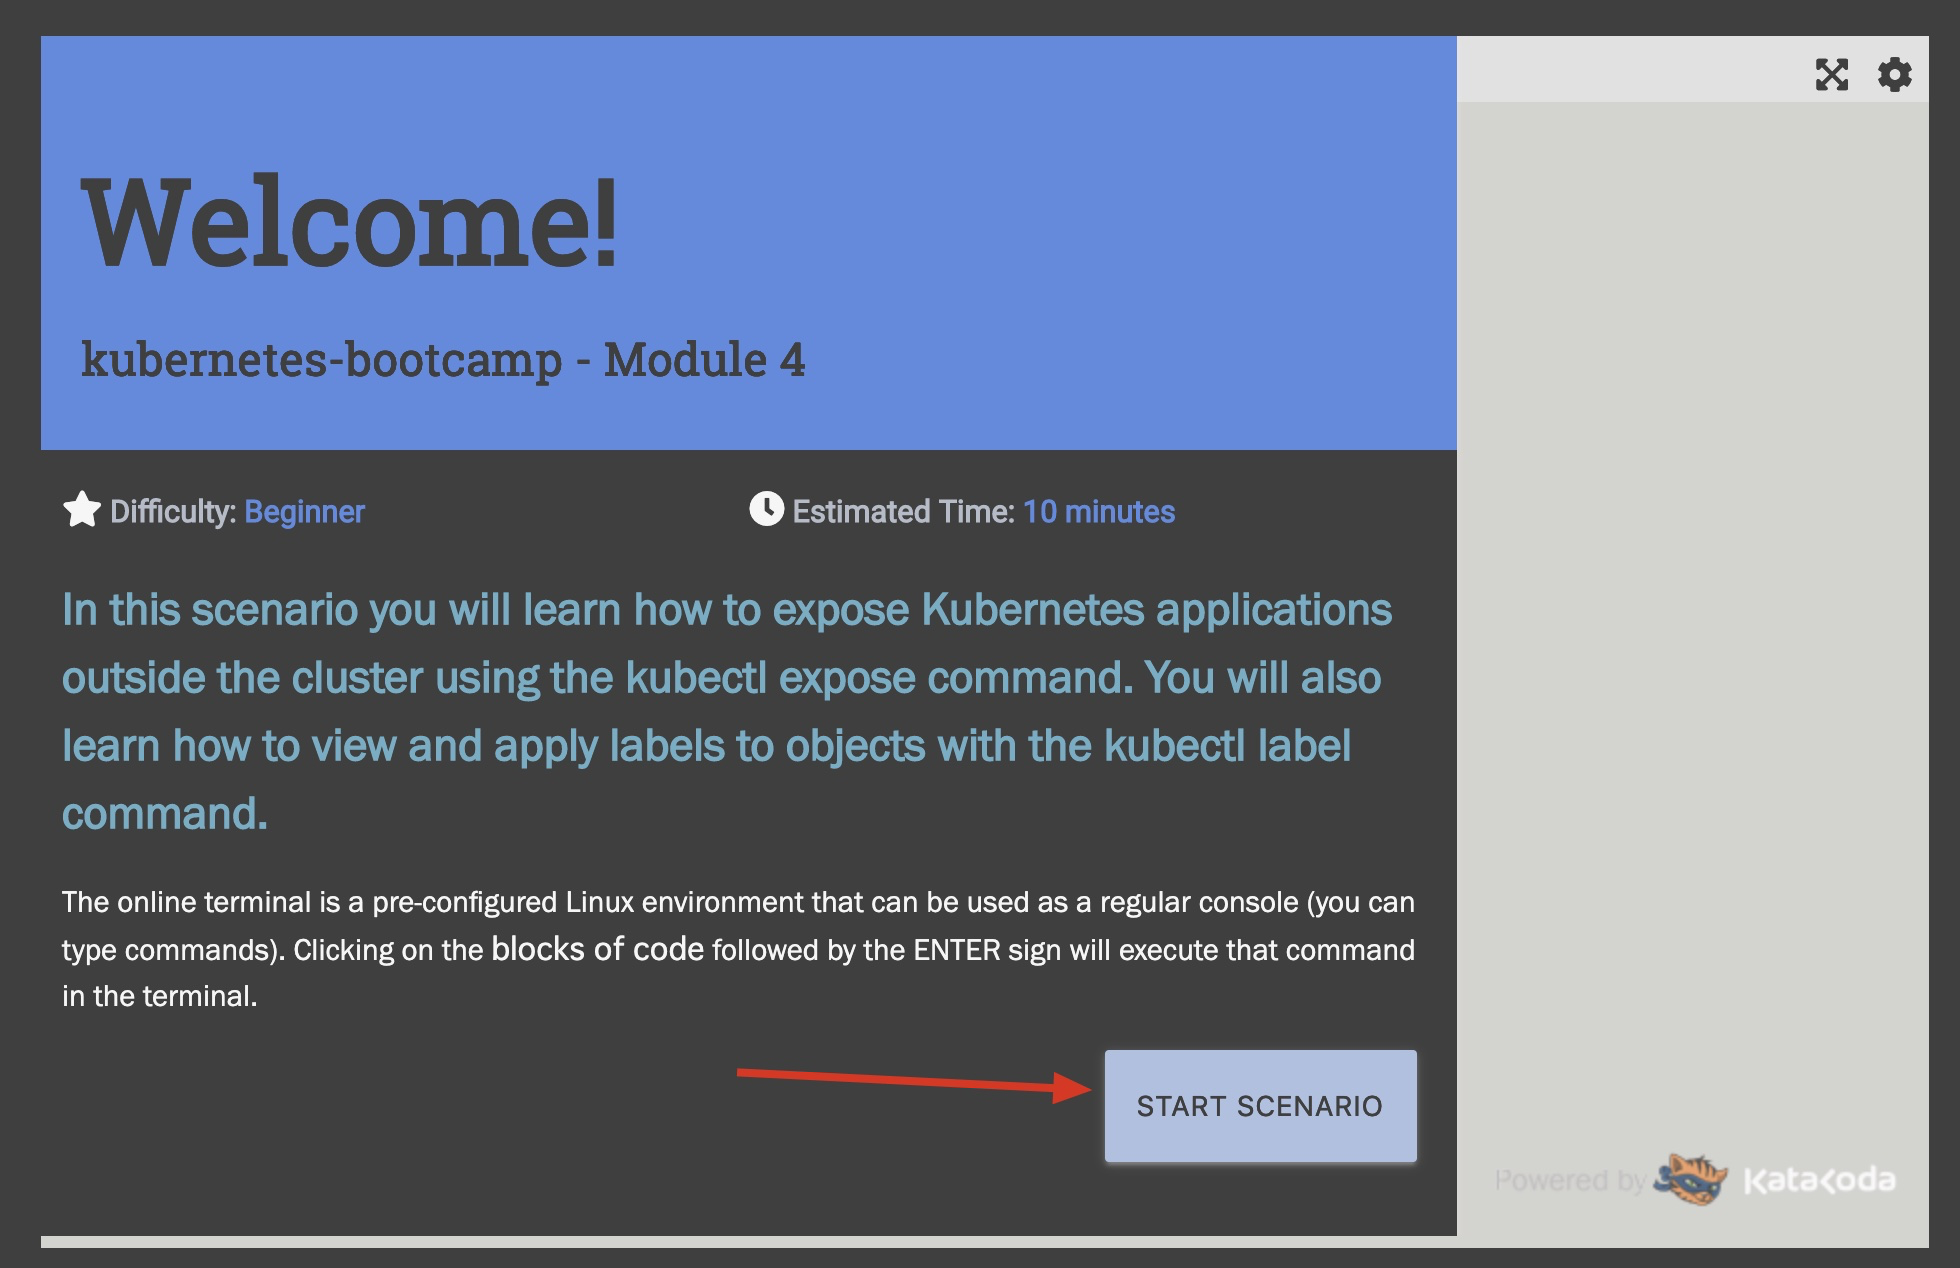 Welcome!
kubernetes-bootcamp - Module 4
Difficulty: Beginner
Estimated Time: 10 minutes
In this scenario you will learn how to expose Kubernetes applications
outside the cluster using the kubectl expose command. You will also
learn how to view and apply labels to objects with the kubectl label
command.
The online terminal is a pre-configured Linux environment that can be used as a regular console (you can
type commands). Clicking on the blocks of code followed by the ENTER sign will execute that command
in the terminal.
START SCENARIO
Powered by Katakoda